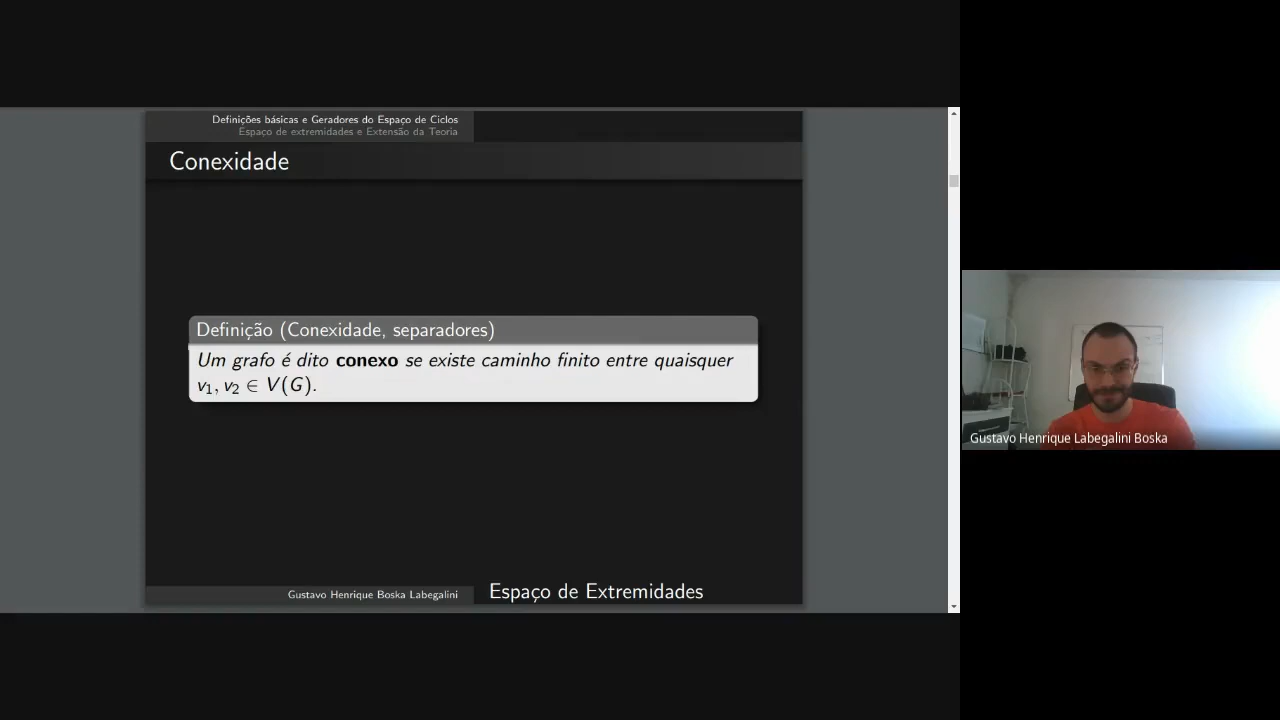 Definições básicas e Geradores do Espaço de Ciclos
Espaço de extremidades e Extensão da Teoria
Conexidade
Definição (Conexidade, separadores)
Um grafo é dito conexo se existe caminho finito entre quaisquer
v₁, v₂ ∈ V(G).
Gustavo Henrique Boska Labegalini
Espaço de Extremidades
Gustavo Henrique Labegalini Boska